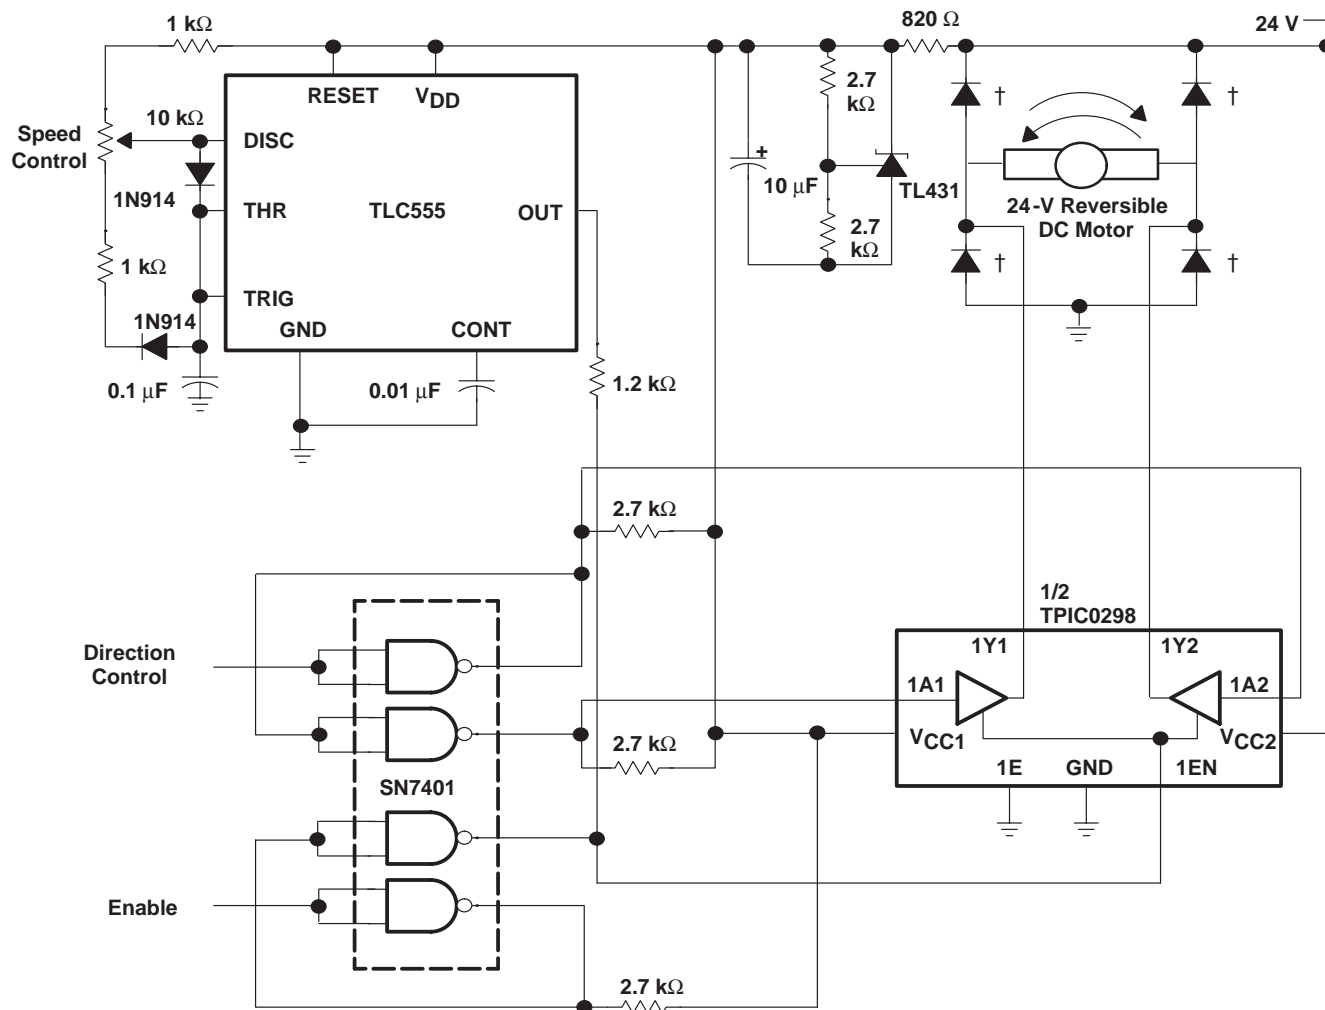 1 kΩ
820 Ω
24 V
RESET
VDD
2.7
kΩ
†
†
Speed
Control
10 kΩ
DISC
1N914
THR
TLC555
OUT
10 μF
TL431
24-V Reversible
DC Motor
2.7
kΩ
†
†
1 kΩ
TRIG
1N914
GND
CONT
0.1 μF
0.01 μF
1.2 kΩ
2.7 kΩ
1/2
TPIC0298
Direction
Control
1Y1
1Y2
1A1
1A2
VCC1
VCC2
2.7 kΩ
SN7401
1E
GND
1EN
Enable
2.7 kΩ
+